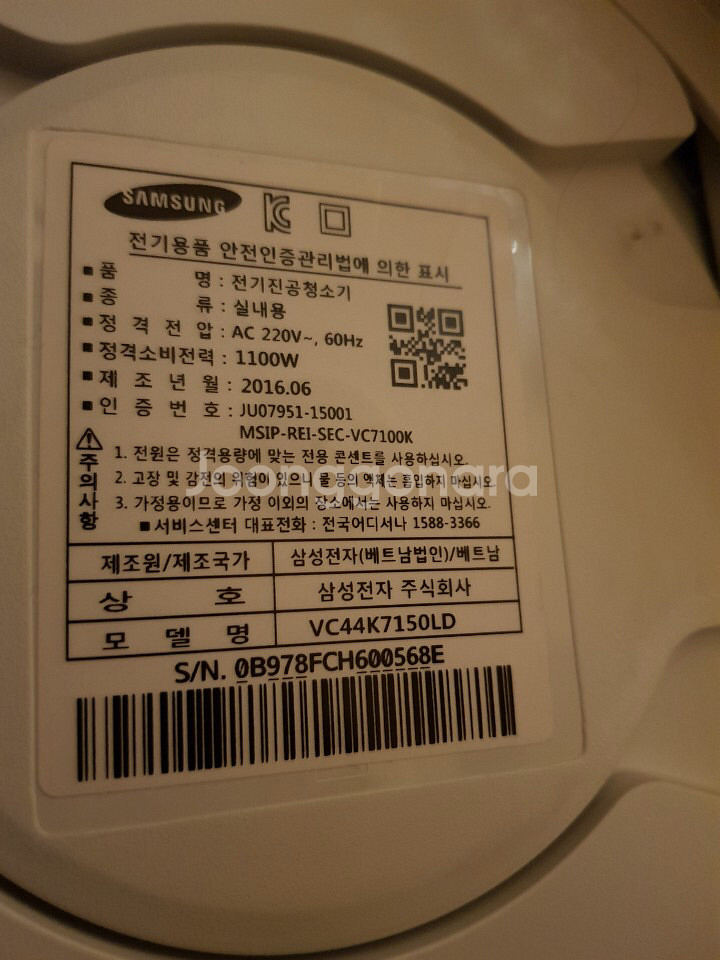 SAMSUNG
전기용품 안전인증관리법에 의한 표시
■ 품 명 : 전기진공청소기
■ 종 류 : 실내용
■ 정 격 전 압 : AC 220V~, 60Hz
■ 정격소비전력 : 1100W
■ 제 조 년 월 : 2016.06
■ 인 증 번 호 : JU07951-15001
MSIP-REI-SEC-VC7100K
주의사항
1. 전원은 정격용량에 맞는 전용 콘센트를 사용하십시오.
2. 고장 및 감전의 위험이 있으니 물 등의 액체는 흡입하지 마십시오.
3. 가정용이므로 가정 이외의 장소에서는 사용하지 마십시오.
■ 서비스센터 대표전화 : 전국어디서나 1588-3366
제조원/제조국가 삼성전자(베트남법인)/베트남
상 호 삼성전자 주식회사
모 델 명 VC44K7150LD
S/N. 0B978FCH600568E
Joonggonara